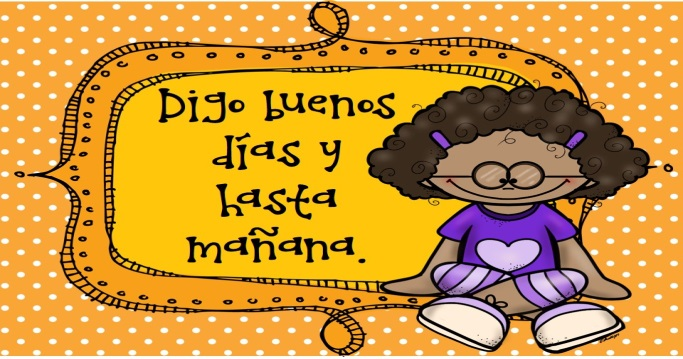 Digo buenos
días y
hasta
mañana.